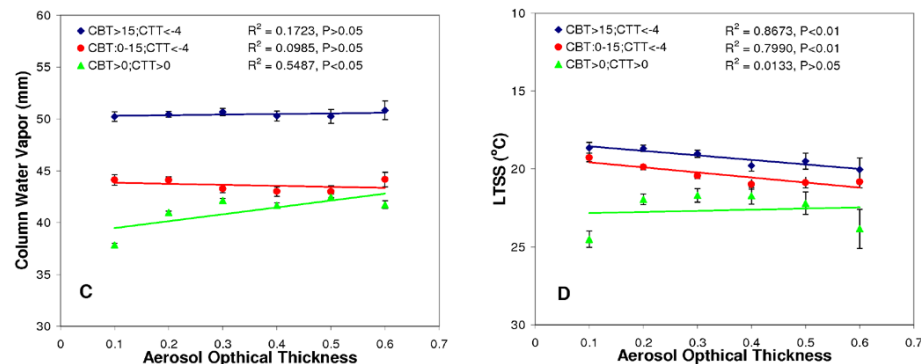 CBT>15;CTT<-4 R² = 0.1723, P>0.05
CBT:0-15;CTT<-4 R² = 0.0985, P>0.05
CBT>0;CTT>0 R² = 0.5487, P<0.05
60
55
50
45
40
35
30
Column Water Vapor (mm)
C
0.0 0.1 0.2 0.3 0.4 0.5 0.6 0.7
Aerosol Opthical Thickness
CBT>15;CTT<-4 R² = 0.8673, P<0.01
CBT:0-15;CTT<-4 R² = 0.7990, P<0.01
CBT>0;CTT>0 R² = 0.0133, P>0.05
10
15
20
25
30
LTSS (°C)
D
0.0 0.1 0.2 0.3 0.4 0.5 0.6 0.7
Aerosol Opthical Thickness